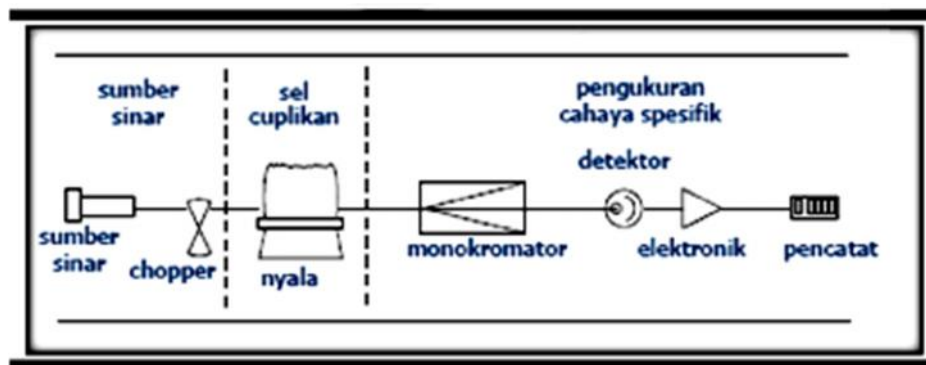 sumber
sinar
sel
cuplikan
pengukuran
cahaya spesifik
detektor
sumber
sinar
chopper
nyala
monokromator
elektronik
pencatat